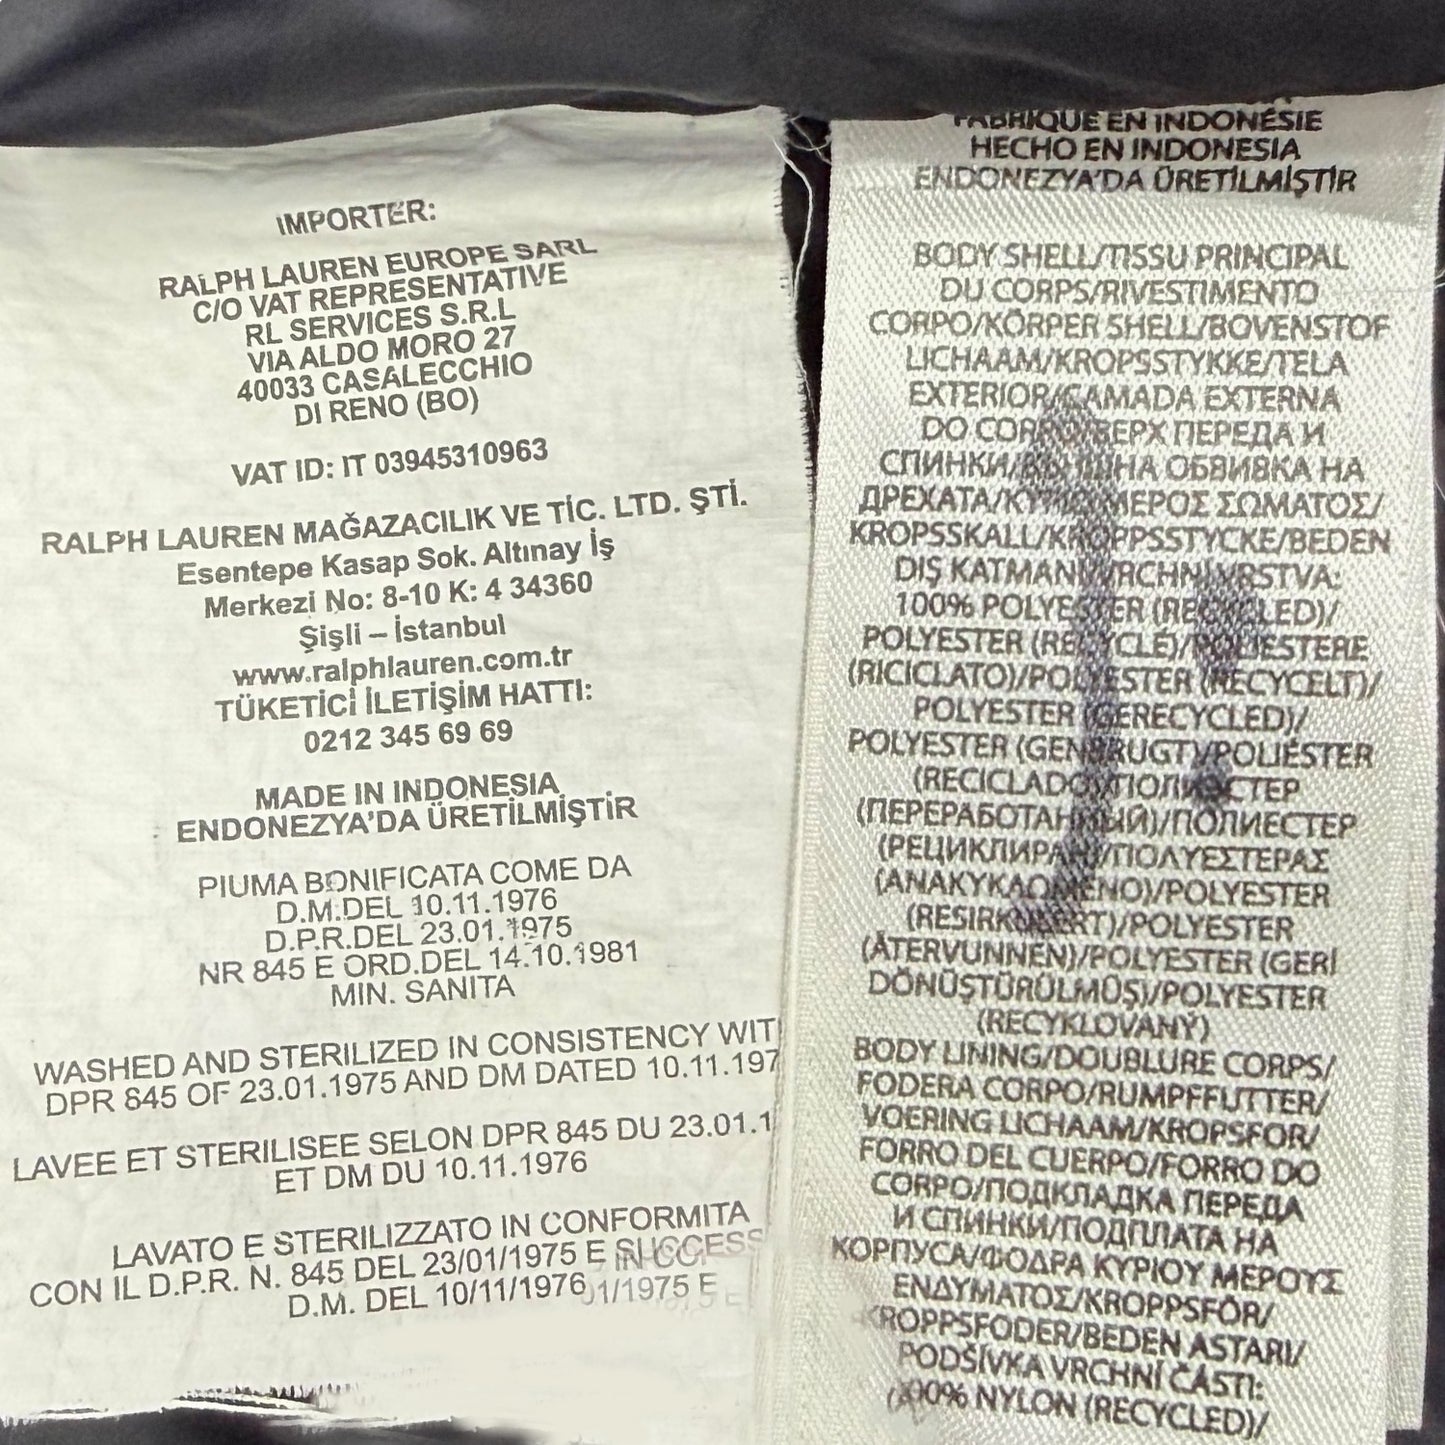 IMPORTER:
RALPH LAUREN EUROPE SARL
C/O VAT REPRESENTATIVE
RL SERVICES S.R.L
VIA ALDO MORO 27
40033 CASALECCHIO
DI RENO (BO)
VAT ID: IT 03945310963
RALPH LAUREN MAĞAZACILIK VE TİC. LTD. ŞTİ.
Esentepe Kasap Sok. Altınay İş
Merkezi No: 8-10 K: 4 34360
Şişli – İstanbul
www.ralphlauren.com.tr
TÜKETİCİ İLETİŞİM HATTI:
0212 345 69 69
MADE IN INDONESIA
ENDONEZYA'DA ÜRETİLMİŞTİR
PIUMA BONIFICATA COME DA
D.M.DEL 10.11.1976
D.P.R.DEL 23.01.1975
NR 845 E ORD.DEL 14.10.1981
MIN. SANITA
WASHED AND STERILIZED IN CONSISTENCY WIT
DPR 845 OF 23.01.1975 AND DM DATED 10.11.197
LAVEE ET STERILISEE SELON DPR 845 DU 23.01.1
ET DM DU 10.11.1976
LAVATO E STERILIZZATO IN CONFORMITA
CON IL D.P.R. N. 845 DEL 23/01/1975 E SUCCESS
D.M. DEL 10/11/1976 01/1975 E
FABRIQUE EN INDONÉSIE
HECHO EN INDONESIA
ENDONEZYA'DA ÜRETİLMİŞTİR
BODY SHELL/TISSU PRINCIPAL
DU CORPS/RIVESTIMENTO
CORPO/KÖRPER SHELL/BOVENSTOF
LICHAAM/KROPSSTYKKE/TELA
EXTERIOR/CAMADA EXTERNA
DO CORPO/ВЕРХ ПЕРЕДА И
СПИНКИ/ВЪНШНА ОБВИВКА НА
ДРЕХАТА/ΚΥΡΙΟ ΜΕΡΟΣ ΣΩΜΑΤΟΣ/
KROPSSKALL/KROPPSSTYCKE/BEDEN
DIŞ KATMANI/VRCHNÍ VRSTVA:
100% POLYESTER (RECYCLED)/
POLYESTER (RECYCLÉ)/POLIESTERE
(RICICLATO)/POLYESTER (RECYCELT)/
POLYESTER (GERECYCLED)/
POLYESTER (GENBRUGT)/POLIÉSTER
(RECICLADO)/ПОЛИЭСТЕР
(ПЕРЕРАБОТАННЫЙ)/ПОЛИЕСТЕР
(РЕЦИКЛИРАН)/ΠΟΛΥΕΣΤΕΡΑΣ
(ΑΝΑΚΥΚΛΩΜΕΝΟ)/POLYESTER
(RESIRKULERT)/POLYESTER
(ÅTERVUNNEN)/POLYESTER (GERİ
DÖNÜŞTÜRÜLMÜŞ)/POLYESTER
(RECYKLOVANÝ)
BODY LINING/DOUBLURE CORPS/
FODERA CORPO/RUMPFFUTTER/
VOERING LICHAAM/KROPSFOR/
FORRO DEL CUERPO/FORRO DO
CORPO/ПОДКЛАДКА ПЕРЕДА
И СПИНКИ/ПОДПЛАТА НА
КОРПУСА/ΦΟΔΡΑ ΚΥΡΙΟΥ ΜΕΡΟΥΣ
ΕΝΔΥΜΑΤΟΣ/KROPPSFÔR/
KROPPSFODER/BEDEN ASTARI/
PODŠÍVKA VRCHNÍ ČÁSTI:
100% NYLON (RECYCLED)/